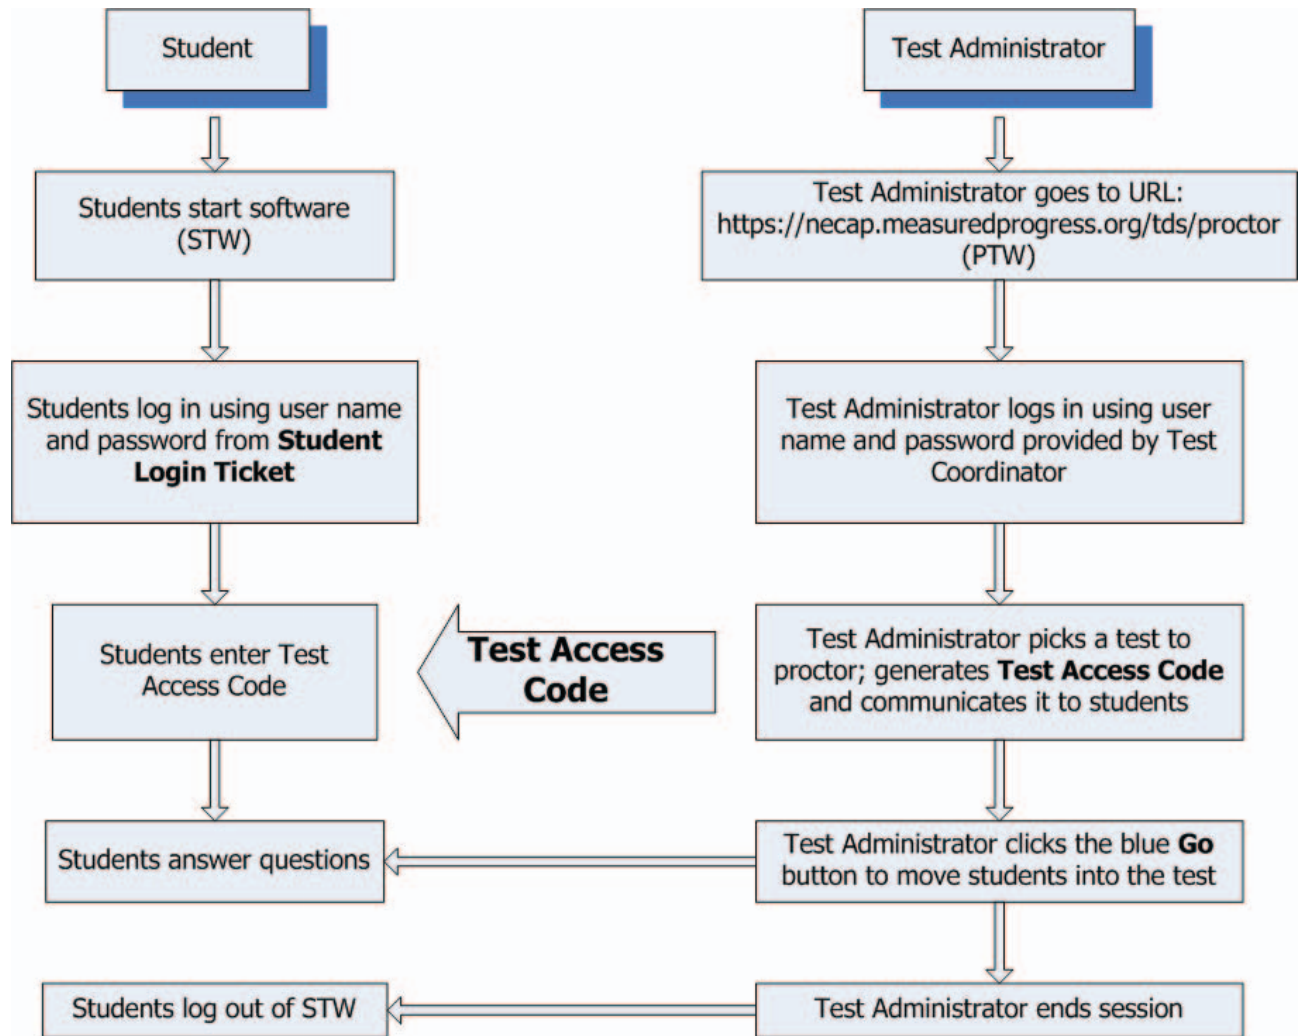 Student
Test Administrator
Students start software
(STW)
Test Administrator goes to URL:
https://necap.measuredprogress.org/tds/proctor
(PTW)
Students log in using user name
and password from Student
Login Ticket
Test Administrator logs in using user
name and password provided by Test
Coordinator
Students enter Test
Access Code
Test Access
Code
Test Administrator picks a test to
proctor; generates Test Access Code
and communicates it to students
Students answer questions
Test Administrator clicks the blue Go
button to move students into the test
Students log out of STW
Test Administrator ends session